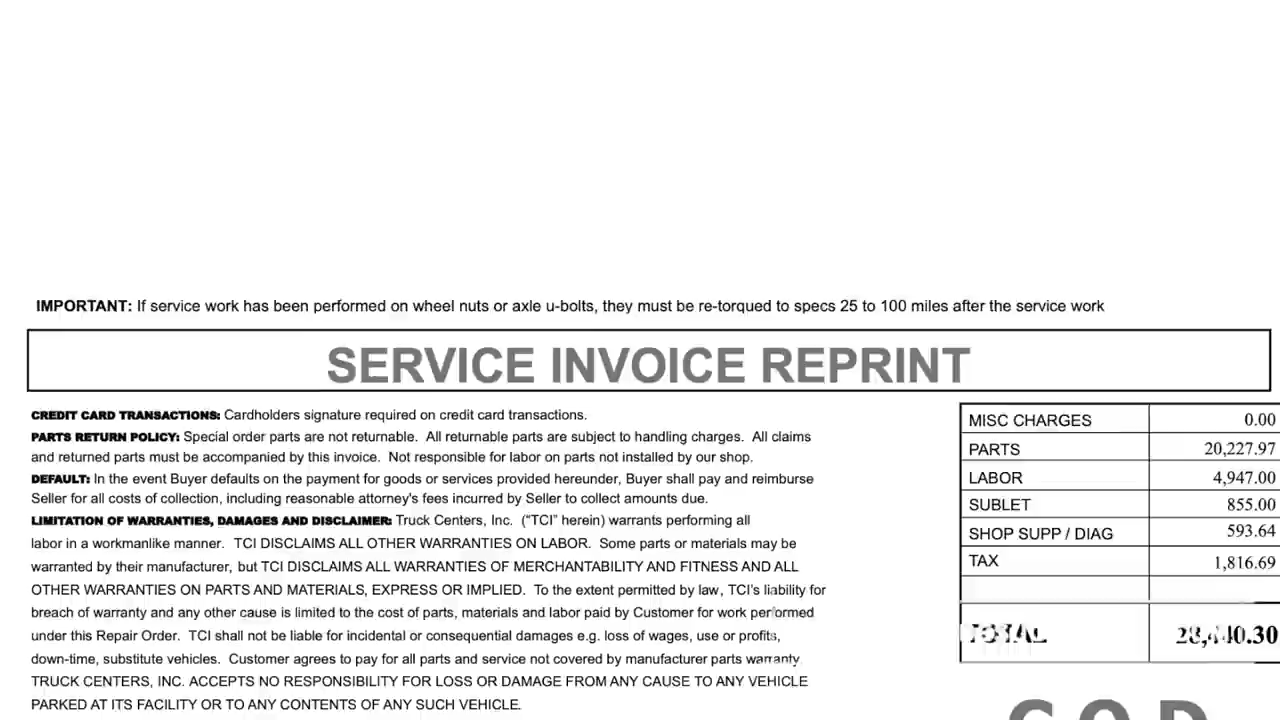 IMPORTANT: If service work has been performed on wheel nuts or axle u-bolts, they must be re-torqued to specs 25 to 100 miles after the service work
SERVICE INVOICE REPRINT
CREDIT CARD TRANSACTIONS: Cardholders signature required on credit card transactions.
PARTS RETURN POLICY: Special order parts are not returnable. All returnable parts are subject to handling charges. All claims
and returned parts must be accompanied by this invoice. Not responsible for labor on parts not installed by our shop.
DEFAULT: In the event Buyer defaults on the payment for goods or services provided hereunder, Buyer shall pay and reimburse
Seller for all costs of collection, including reasonable attorney's fees incurred by Seller to collect amounts due.
LIMITATION OF WARRANTIES, DAMAGES AND DISCLAIMER: Truck Centers, Inc. ("TCI" herein) warrants performing all
labor in a workmanlike manner. TCI DISCLAIMS ALL OTHER WARRANTIES ON LABOR. Some parts or materials may be
warranted by their manufacturer, but TCI DISCLAIMS ALL WARRANTIES OF MERCHANTABILITY AND FITNESS AND ALL
OTHER WARRANTIES ON PARTS AND MATERIALS, EXPRESS OR IMPLIED. To the extent permitted by law, TCI's liability for
breach of warranty and any other cause is limited to the cost of parts, materials and labor paid by Customer for work performed
under this Repair Order. TCI shall not be liable for incidental or consequential damages e.g. loss of wages, use or profits,
down-time, substitute vehicles. Customer agrees to pay for all parts and service not covered by manufacturer parts warranty.
TRUCK CENTERS, INC. ACCEPTS NO RESPONSIBILITY FOR LOSS OR DAMAGE FROM ANY CAUSE TO ANY VEHICLE
PARKED AT ITS FACILITY OR TO ANY CONTENTS OF ANY SUCH VEHICLE.
MISC CHARGES 0.00
PARTS 20,227.97
LABOR 4,947.00
SUBLET 855.00
SHOP SUPP / DIAG 593.64
TAX 1,816.69
TOTAL 28,440.30